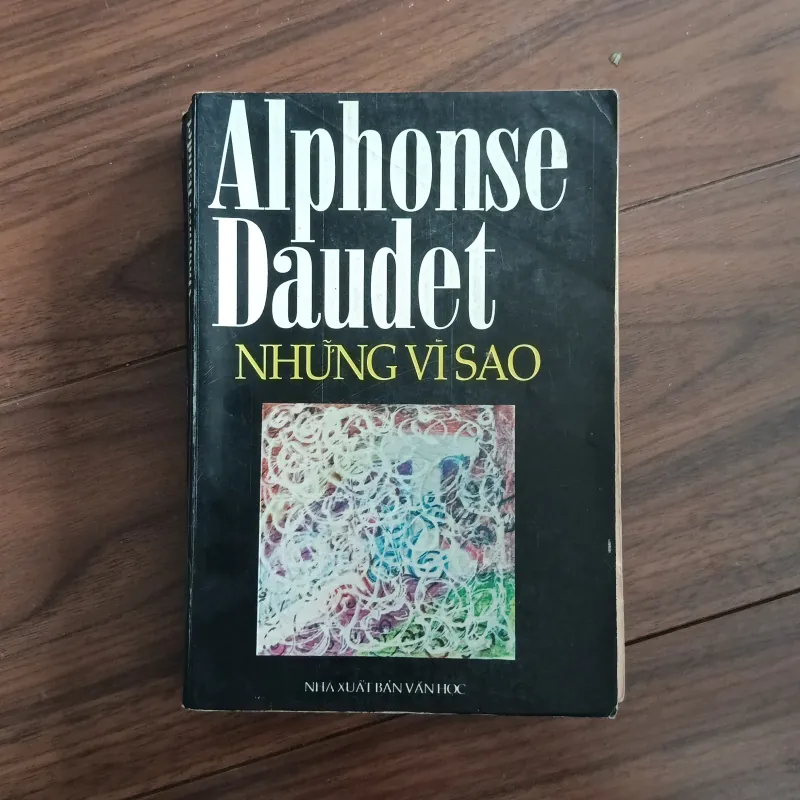 Alphonse
Daudet
NHỮNG VÌ SAO
NHÀ XUẤT BẢN VĂN HỌC